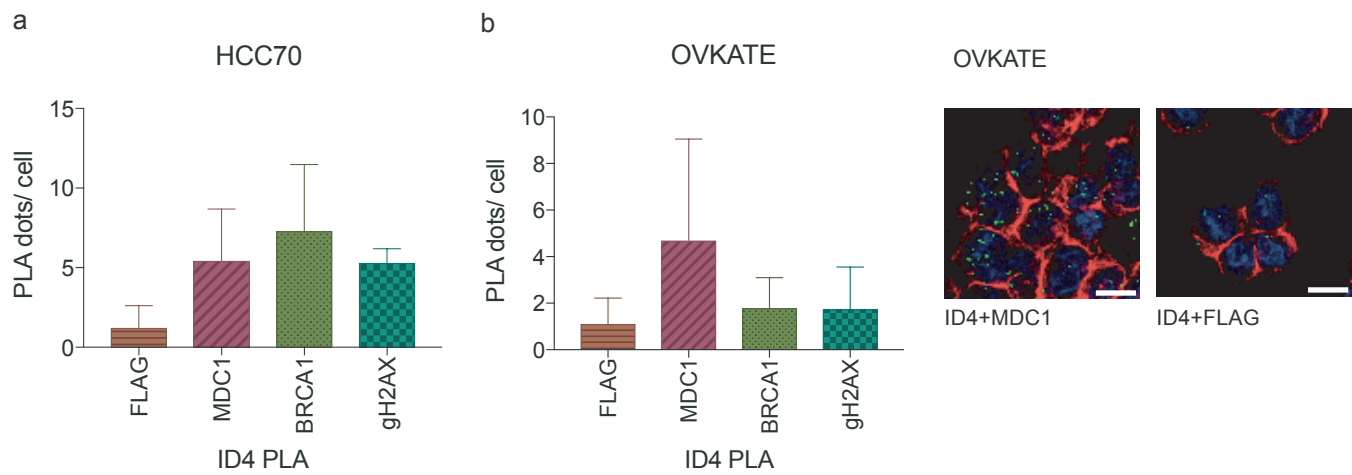 a
HCC70
PLA dots/ cell
15
10
5
0
FLAG
MDC1
BRCA1
gH2AX
ID4 PLA
b
OVKATE
PLA dots/ cell
10
8
6
4
2
0
FLAG
MDC1
BRCA1
gH2AX
ID4 PLA
OVKATE
ID4+MDC1
ID4+FLAG